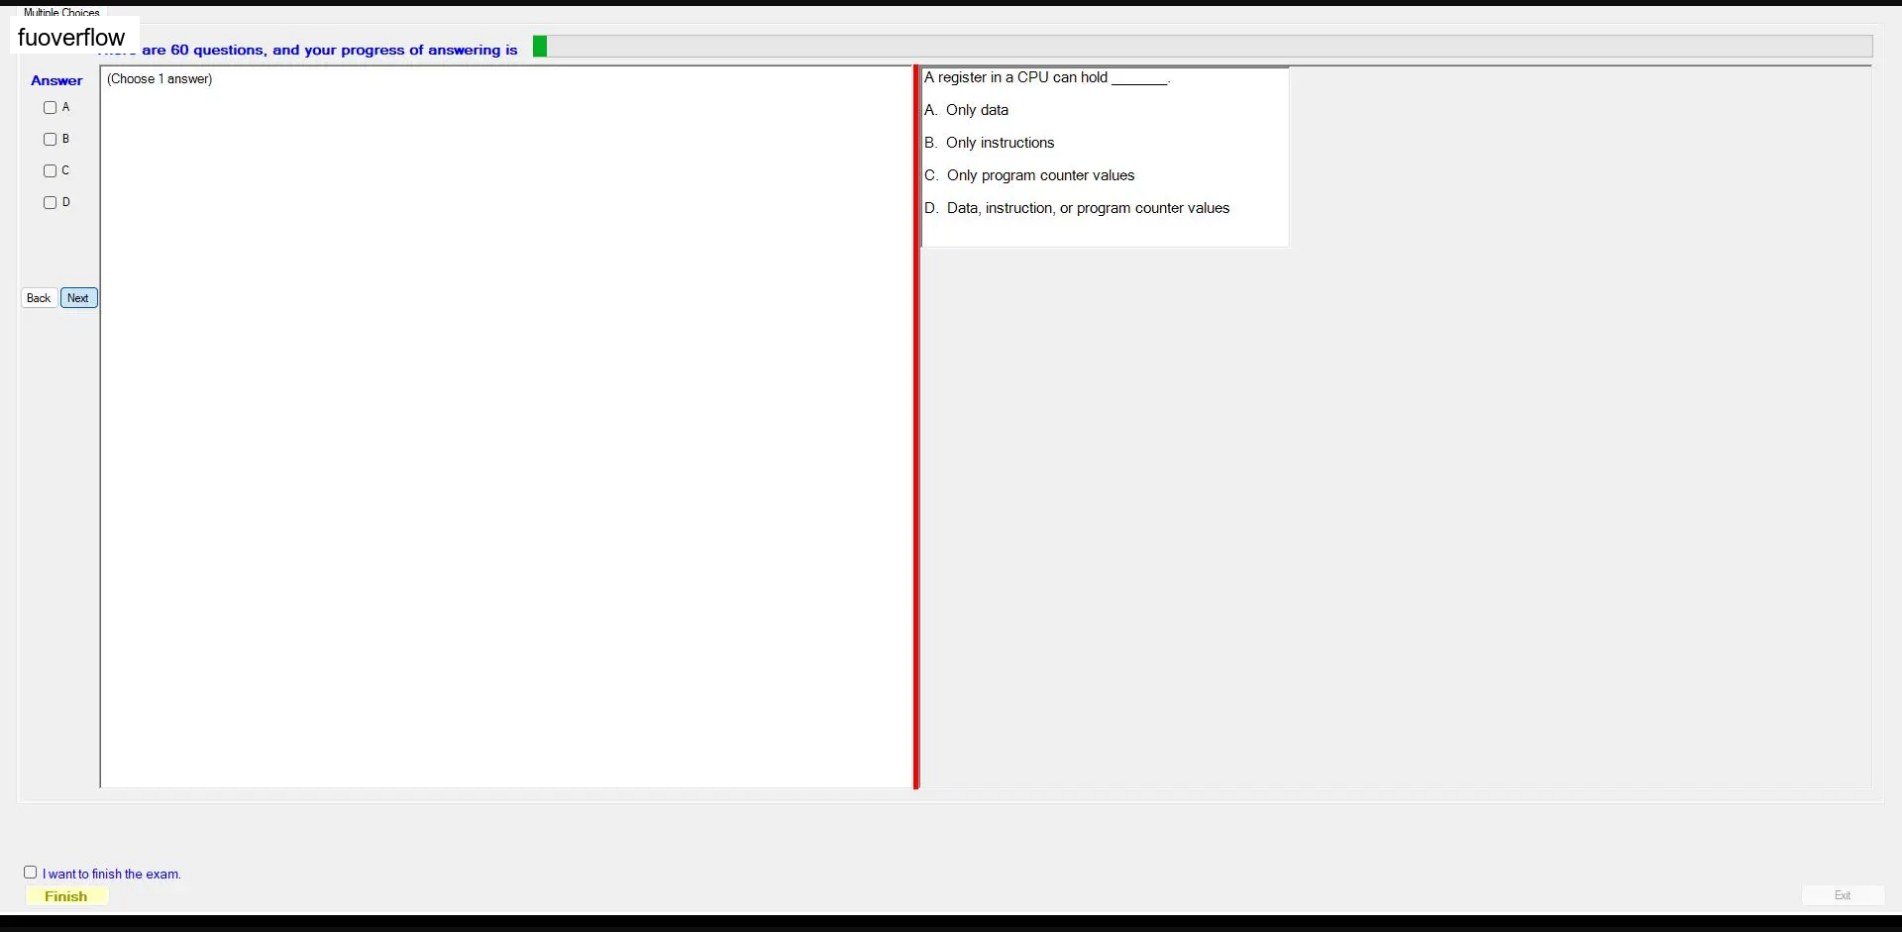 Multiple Choices
fuoverflow
are 60 questions, and your progress of answering is
Answer
(Choose 1 answer)
A
B
C
D
Back Next
A register in a CPU can hold _______.
A. Only data
B. Only instructions
C. Only program counter values
D. Data, instruction, or program counter values
I want to finish the exam.
Finish
Exit